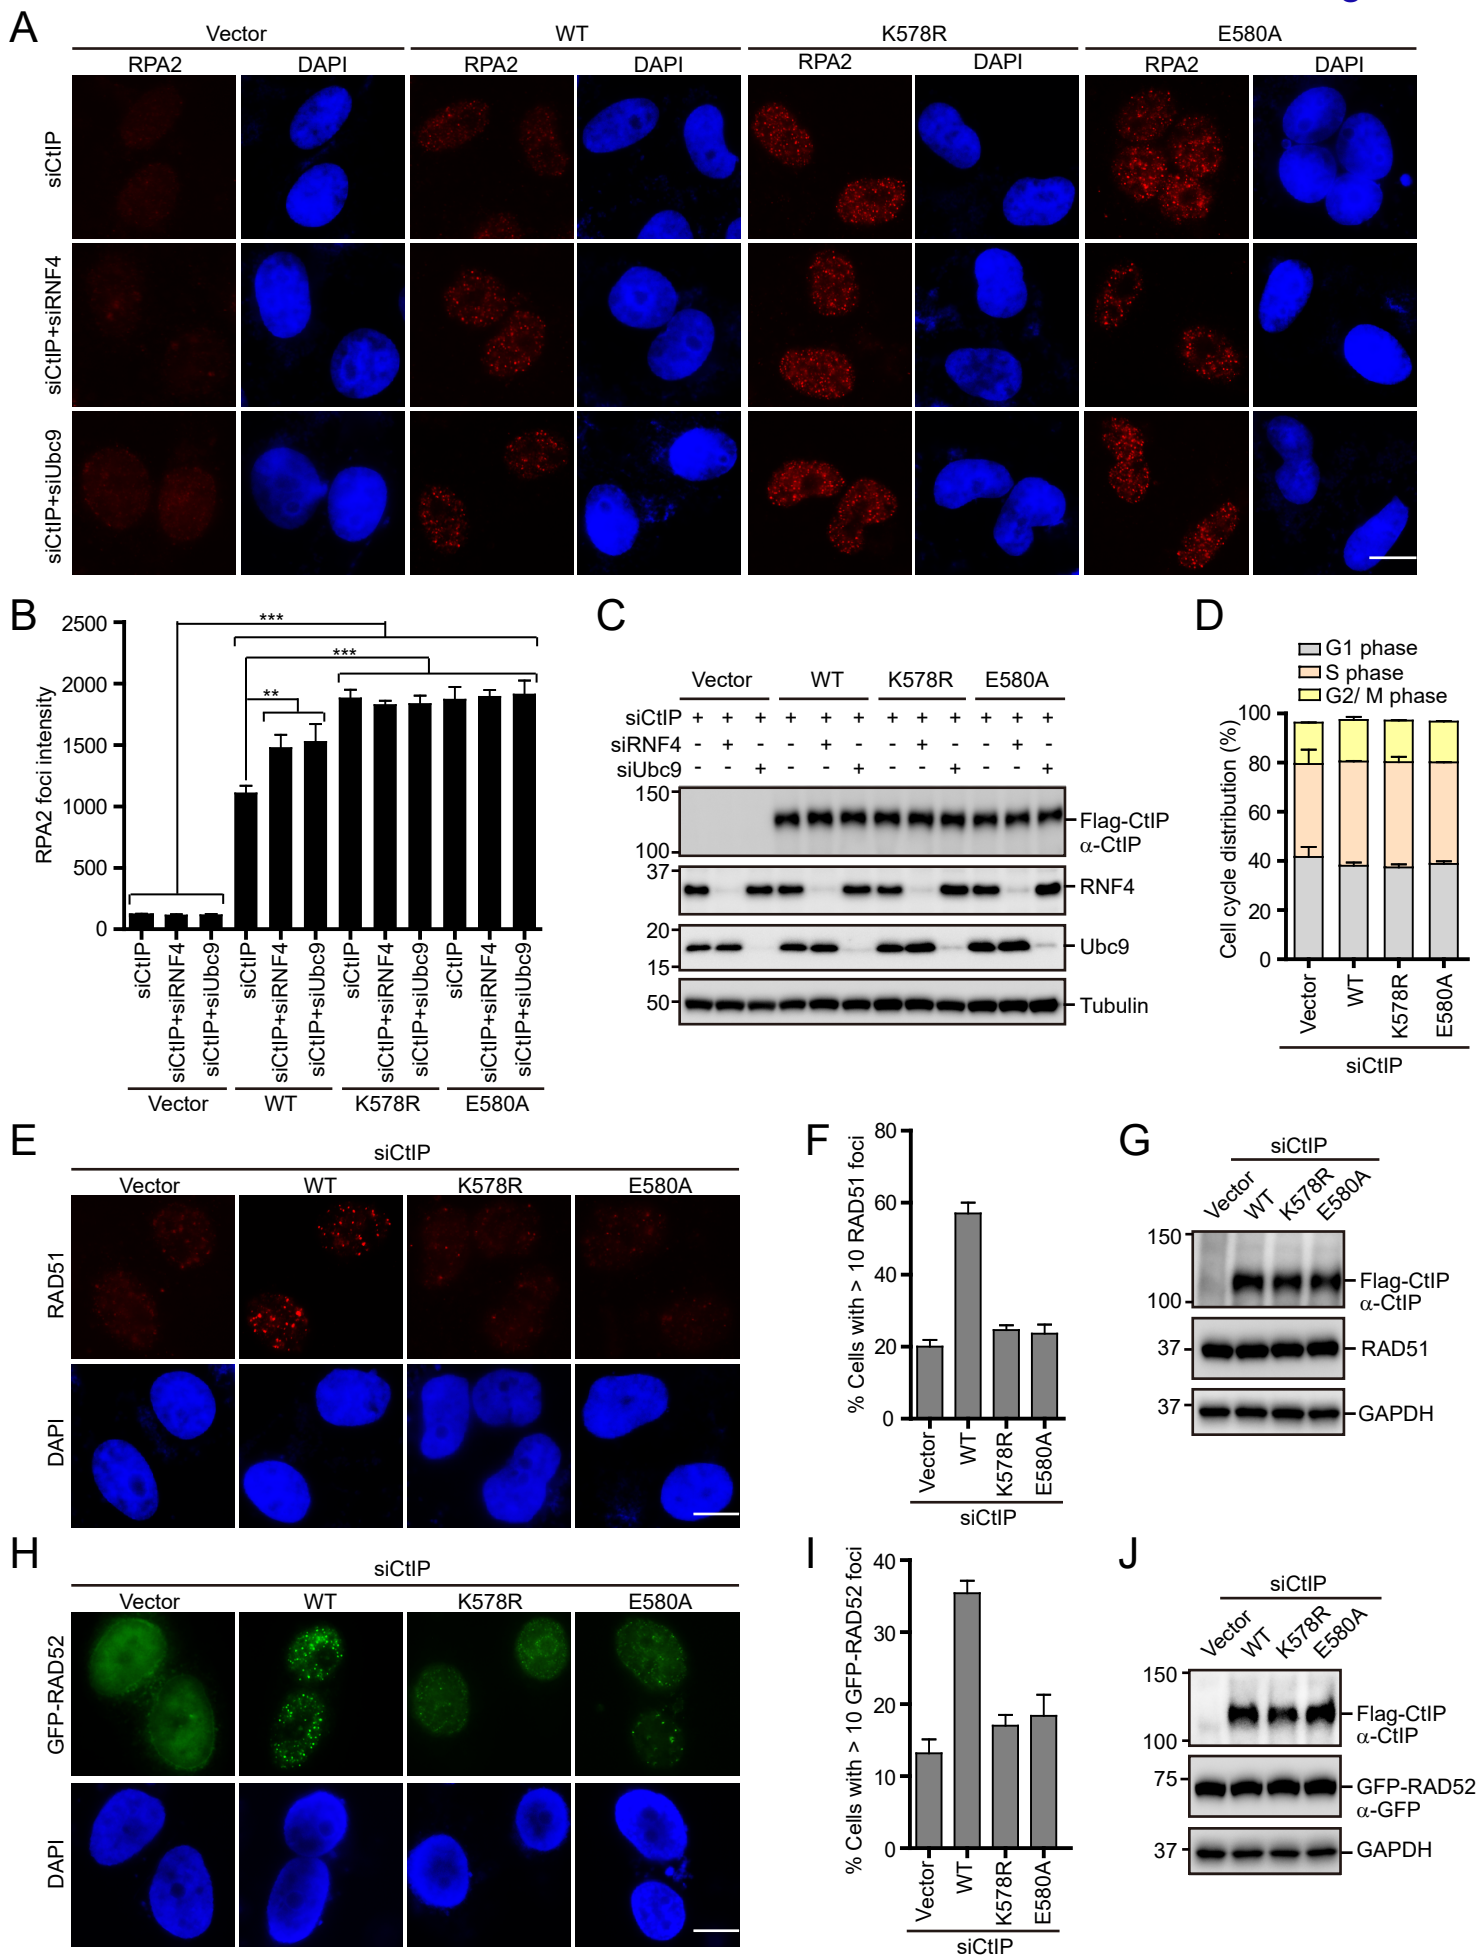 A
Vector WT K578R E580A
RPA2 DAPI RPA2 DAPI RPA2 DAPI RPA2 DAPI
siCtIP
siCtIP+siRNF4
siCtIP+siUbc9
B
RPA2 foci intensity
2500
2000
1500
1000
500
0
*** 
***
**
siCtIP siCtIP+siRNF4 siCtIP+siUbc9 siCtIP siCtIP+siRNF4 siCtIP+siUbc9 siCtIP siCtIP+siRNF4 siCtIP+siUbc9 siCtIP siCtIP+siRNF4 siCtIP+siUbc9
Vector WT K578R E580A
C
Vector WT K578R E580A
siCtIP + + + + + + + + + + + +
siRNF4 - + - - + - - + - - + -
siUbc9 - - + - - + - - + - - +
150
100
Flag-CtIP
α-CtIP
37
RNF4
20
15
Ubc9
50
Tubulin
D
G1 phase
S phase
G2/ M phase
Cell cycle distribution (%)
100
80
60
40
20
0
Vector WT K578R E580A
siCtIP
E
siCtIP
Vector WT K578R E580A
RAD51
DAPI
F
% Cells with > 10 RAD51 foci
80
60
40
20
0
Vector WT K578R E580A
siCtIP
G
siCtIP
Vector WT K578R E580A
150
100
Flag-CtIP
α-CtIP
37
RAD51
37
GAPDH
H
siCtIP
Vector WT K578R E580A
GFP-RAD52
DAPI
I
% Cells with > 10 GFP-RAD52 foci
40
30
20
10
0
Vector WT K578R E580A
siCtIP
J
siCtIP
Vector WT K578R E580A
150
100
Flag-CtIP
α-CtIP
75
GFP-RAD52
α-GFP
37
GAPDH